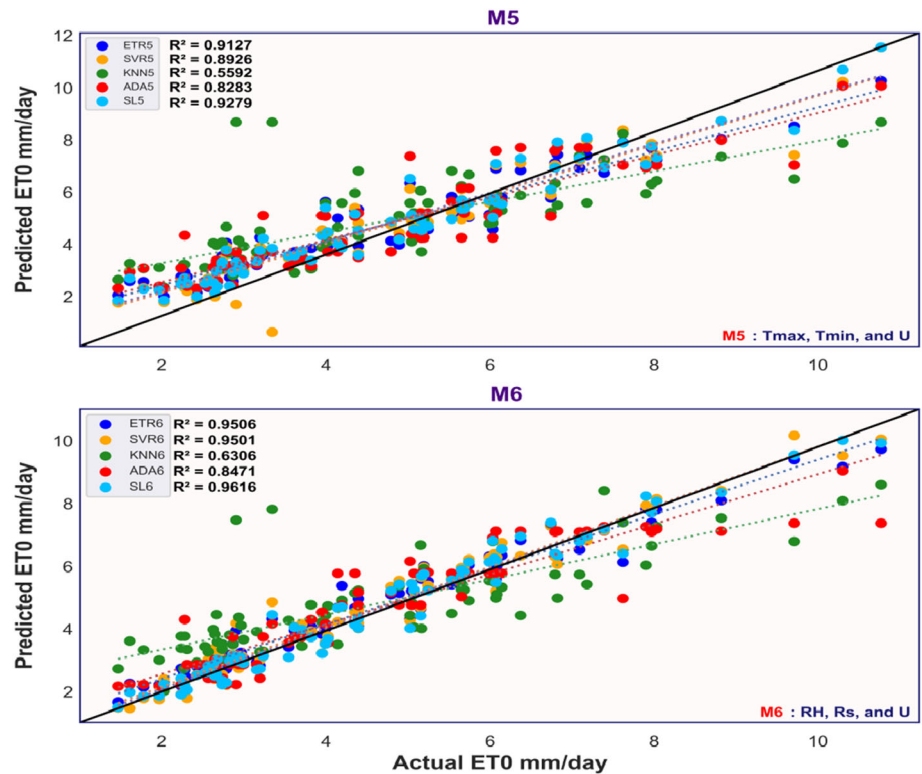 M5
ETR5 R² = 0.9127
SVR5 R² = 0.8926
KNN5 R² = 0.5592
ADA5 R² = 0.8283
SL5 R² = 0.9279
12
10
8
6
4
2
Predicted ET0 mm/day
M5 : Tmax, Tmin, and U
2 4 6 8 10
M6
ETR6 R² = 0.9506
SVR6 R² = 0.9501
KNN6 R² = 0.6306
ADA6 R² = 0.8471
SL6 R² = 0.9616
10
8
6
4
2
Predicted ET0 mm/day
M6 : RH, Rs, and U
2 4 6 8 10
Actual ET0 mm/day